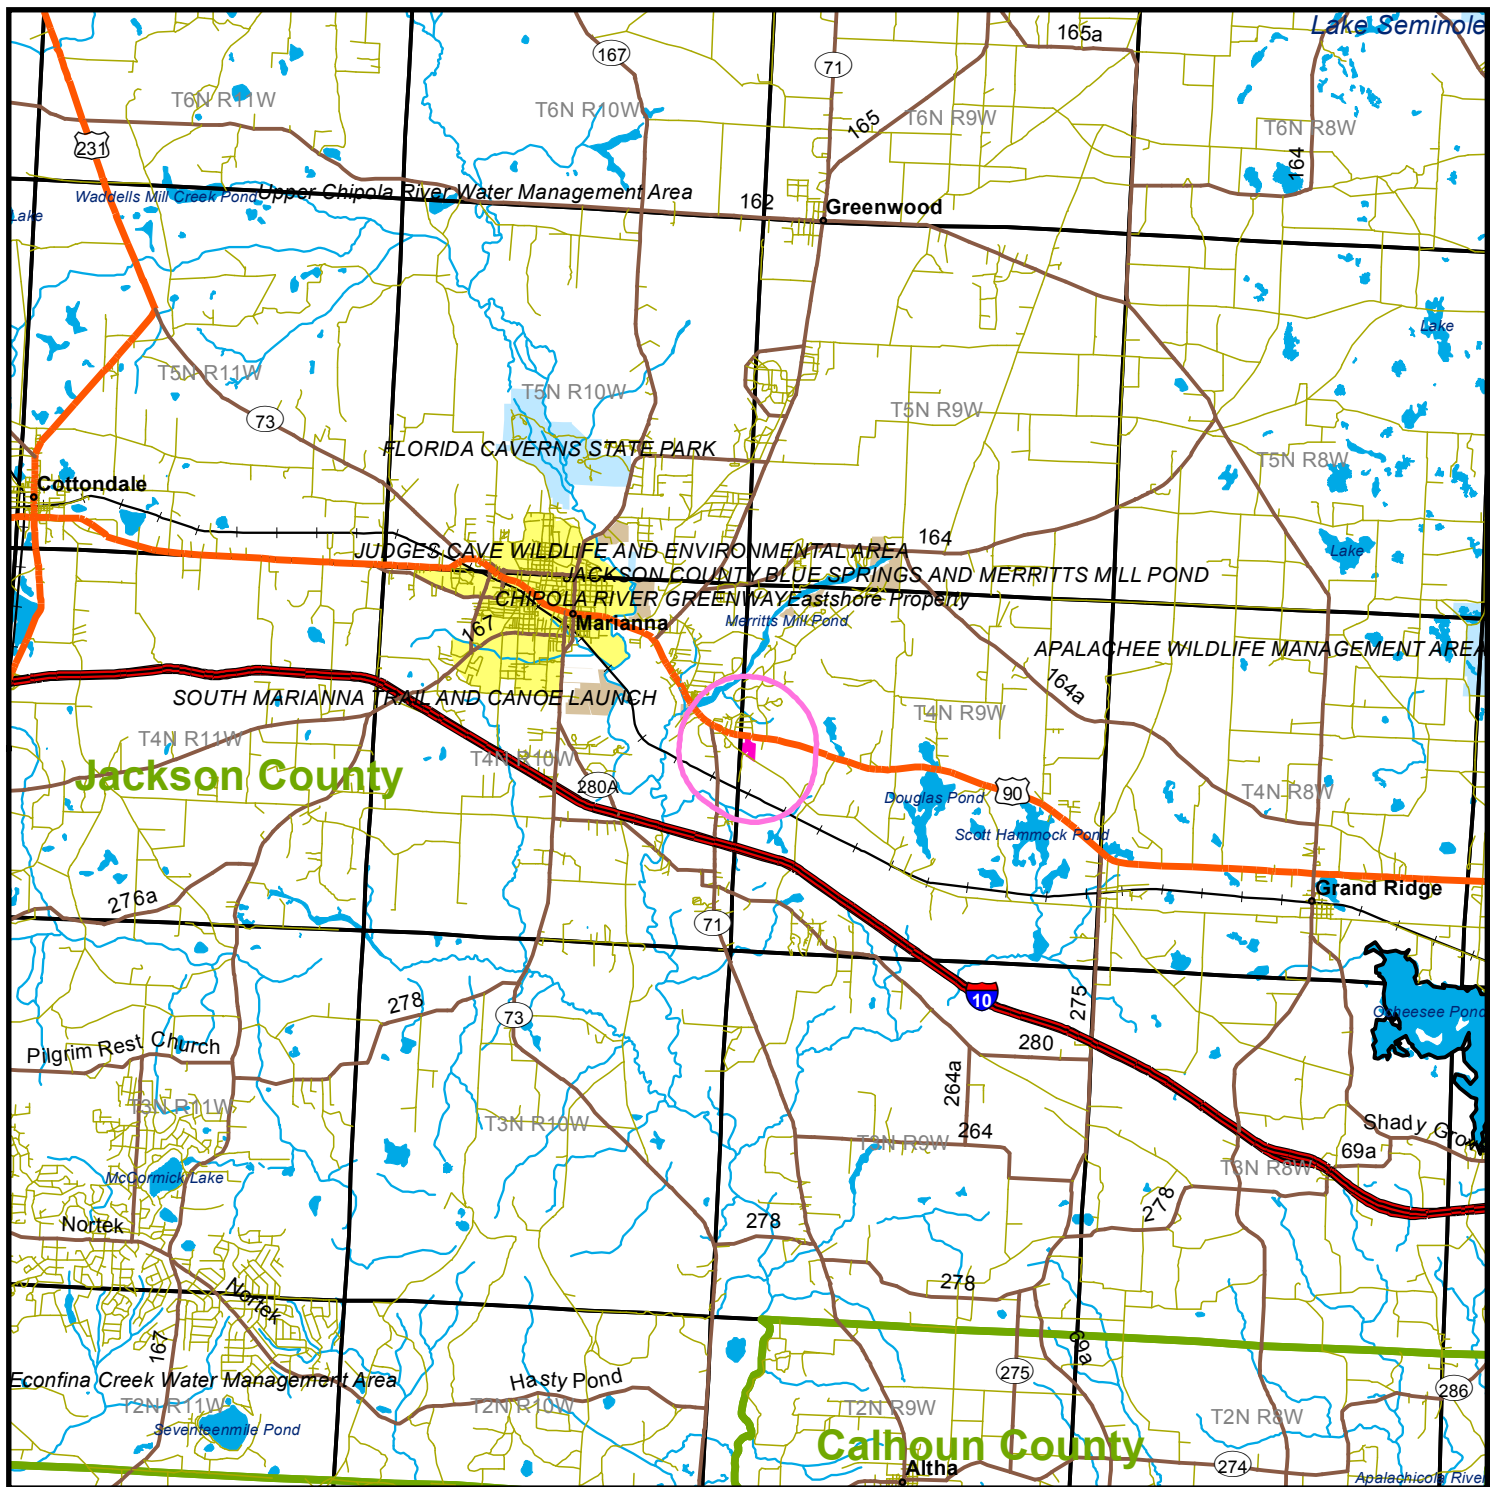 Lake Seminole
165a
167
71
T6N R11W
T6N R10W
165
T6N R9W
T6N R8W
231
164
Waddells Mill Creek Pond
Upper Chipola River Water Management Area
162
Greenwood
Lake
Lake
T5N R11W
T5N R10W
T5N R9W
73
FLORIDA CAVERNS STATE PARK
T5N R8W
Cottondale
164
JUDGES CAVE WILDLIFE AND ENVIRONMENTAL AREA
Lake
JACKSON COUNTY BLUE SPRINGS AND MERRITTS MILL POND
CHIPOLA RIVER GREENWAY
Eastshore Property
167
Marianna
Merritts Mill Pond
APALACHEE WILDLIFE MANAGEMENT AREA
SOUTH MARIANNA TRAIL AND CANOE LAUNCH
164a
T4N R9W
T4N R11W
T4N R10W
Jackson County
280A
Douglas Pond
90
T4N R8W
Scott Hammock Pond
276a
Grand Ridge
71
278
73
10
275
Ocheesee Pond
Pilgrim Rest Church
280
264a
T3N R11W
T3N R10W
264
T3N R9W
Shady Grove
69a
T3N R8W
McCormick Lake
278
Nortek
278
278
Nortek
167
69a
275
Econfina Creek Water Management Area
Hasty Pond
286
T2N R11W
T2N R10W
T2N R9W
T2N R8W
Seventeenmile Pond
Calhoun County
Altha
274
Apalachicola River